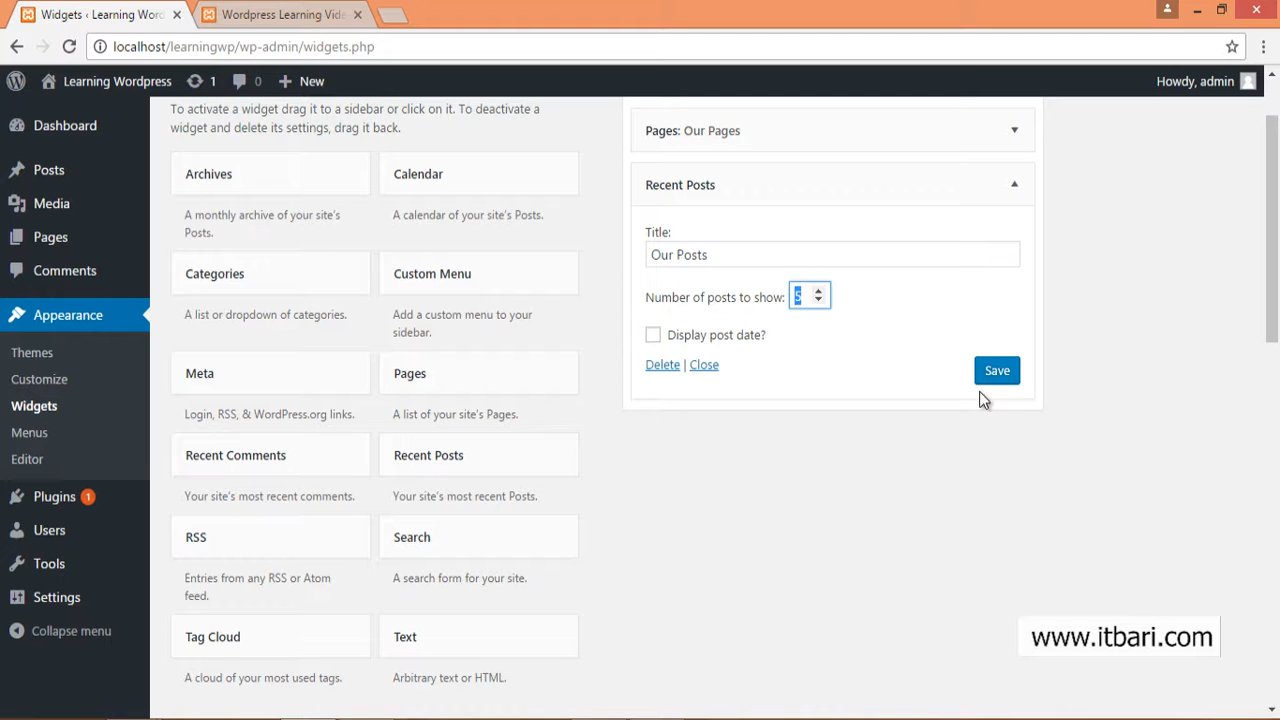 Widgets ‹ Learning Word
Wordpress Learning Vide
localhost/learningwp/wp-admin/widgets.php
Learning Wordpress
1
0
New
Howdy, admin
Dashboard
Posts
Media
Pages
Comments
Appearance
Themes
Customize
Widgets
Menus
Editor
Plugins 1
Users
Tools
Settings
Collapse menu
To activate a widget drag it to a sidebar or click on it. To deactivate a
widget and delete its settings, drag it back.
Archives
A monthly archive of your site's
Posts.
Calendar
A calendar of your site's Posts.
Categories
A list or dropdown of categories.
Custom Menu
Add a custom menu to your
sidebar.
Meta
Login, RSS, & WordPress.org links.
Pages
A list of your site's Pages.
Recent Comments
Your site's most recent comments.
Recent Posts
Your site's most recent Posts.
RSS
Entries from any RSS or Atom
feed.
Search
A search form for your site.
Tag Cloud
A cloud of your most used tags.
Text
Arbitrary text or HTML.
Pages: Our Pages
Recent Posts
Title:
Our Posts
Number of posts to show: 5
Display post date?
Delete | Close
Save
www.itbari.com